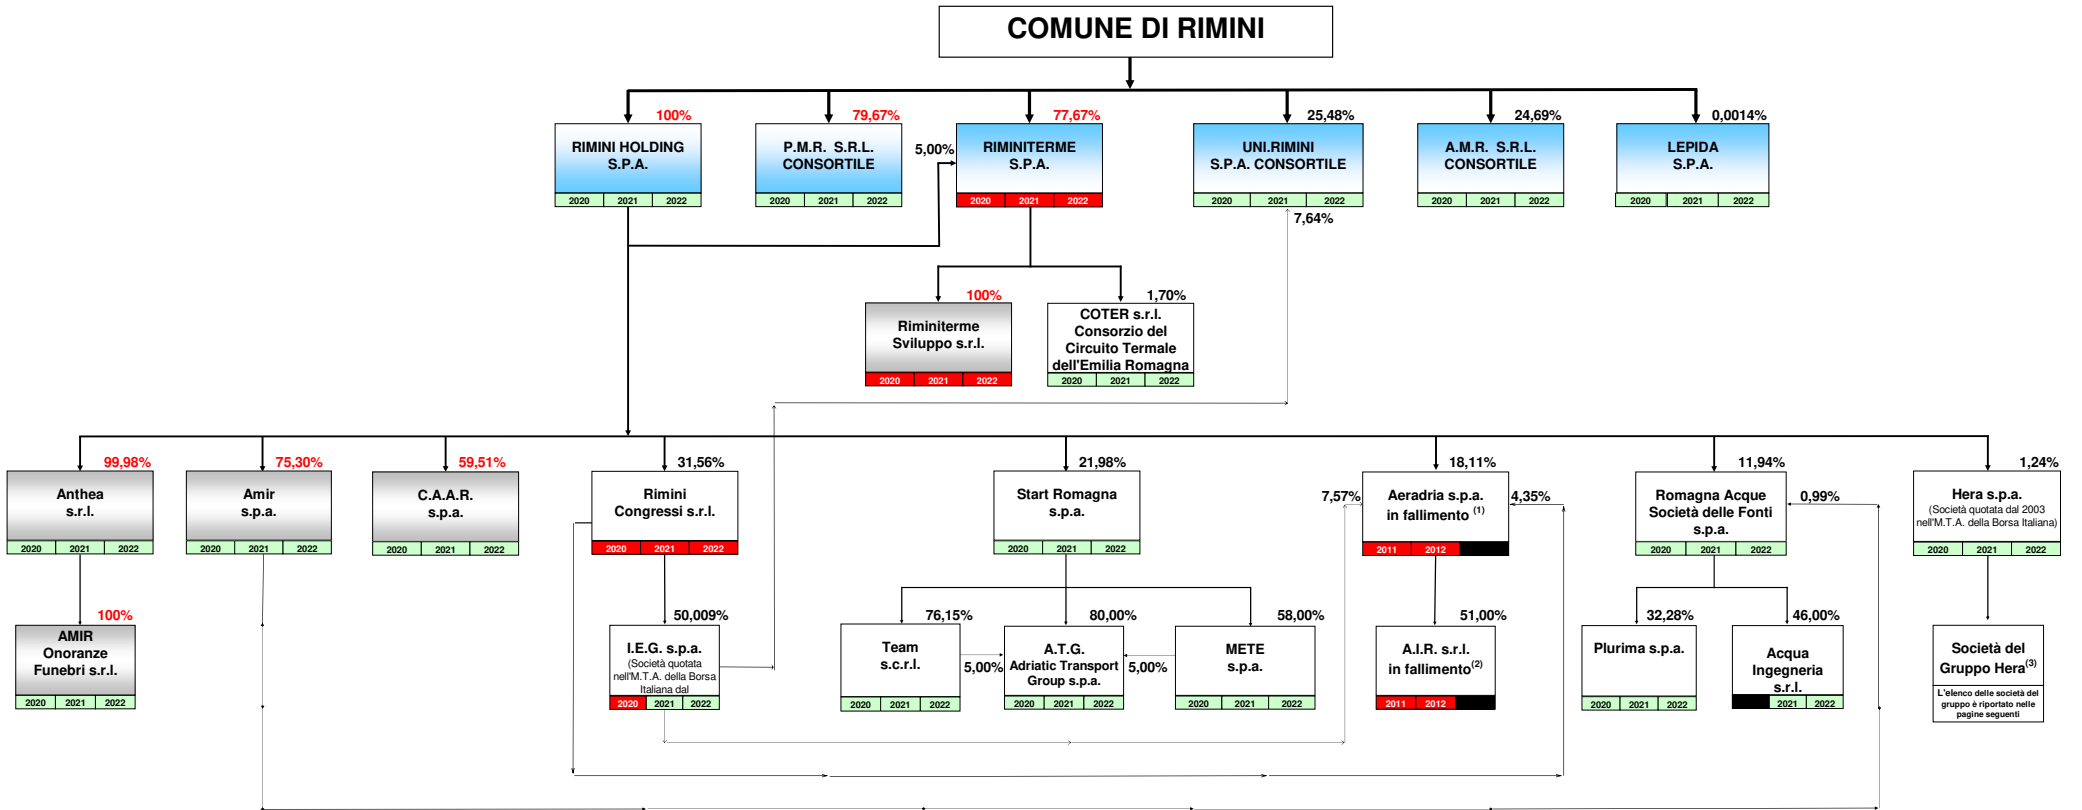 COMUNE DI RIMINI
100%
RIMINI HOLDING
S.P.A.
2020 2021 2022
79,67%
P.M.R. S.R.L.
CONSORTILE
2020 2021 2022
77,67%
5,00%
RIMINITERME
S.P.A.
2020 2021 2022
25,48%
UNI.RIMINI
S.P.A. CONSORTILE
2020 2021 2022
7,64%
24,69%
A.M.R. S.R.L.
CONSORTILE
2020 2021 2022
0,0014%
LEPIDA
S.P.A.
2020 2021 2022
100%
Riminiterme
Sviluppo s.r.l.
2020 2021 2022
1,70%
COTER s.r.l.
Consorzio del
Circuito Termale
dell'Emilia Romagna
2020 2021 2022
99,98%
Anthea
s.r.l.
2020 2021 2022
75,30%
Amir
s.p.a.
2020 2021 2022
59,51%
C.A.A.R.
s.p.a.
2020 2021 2022
31,56%
Rimini
Congressi s.r.l.
2020 2021 2022
21,98%
Start Romagna
s.p.a.
2020 2021 2022
18,11%
7,57%
Aeradria s.p.a.
in fallimento (1)
4,35%
2011 2012
11,94%
Romagna Acque
Società delle Fonti
s.p.a.
0,99%
2020 2021 2022
1,24%
Hera s.p.a.
(Società quotata dal 2003
nell'M.T.A. della Borsa Italiana)
2020 2021 2022
100%
AMIR
Onoranze
Funebri s.r.l.
2020 2021 2022
50,009%
I.E.G. s.p.a.
(Società quotata
nell'M.T.A. della Borsa
Italiana dal
2020 2021 2022
76,15%
Team
s.c.r.l.
2020 2021 2022
5,00%
80,00%
A.T.G.
Adriatic Transport
Group s.p.a.
2020 2021 2022
5,00%
58,00%
METE
s.p.a.
2020 2021 2022
51,00%
A.I.R. s.r.l.
in fallimento(2)
2011 2012
32,28%
Plurima s.p.a.
2020 2021 2022
46,00%
Acqua
Ingegneria
s.r.l.
2021 2022
Società del
Gruppo Hera(3)
L'elenco delle società del
gruppo è riportato nelle
pagine seguenti